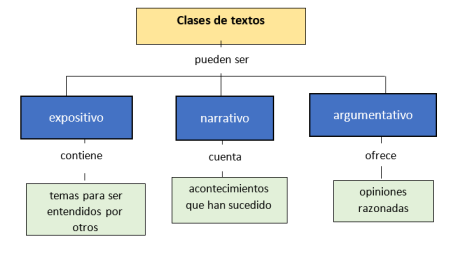 Clases de textos
pueden ser
expositivo
narrativo
argumentativo
contiene
cuenta
ofrece
temas para ser
entendidos por
otros
acontecimientos
que han sucedido
opiniones
razonadas